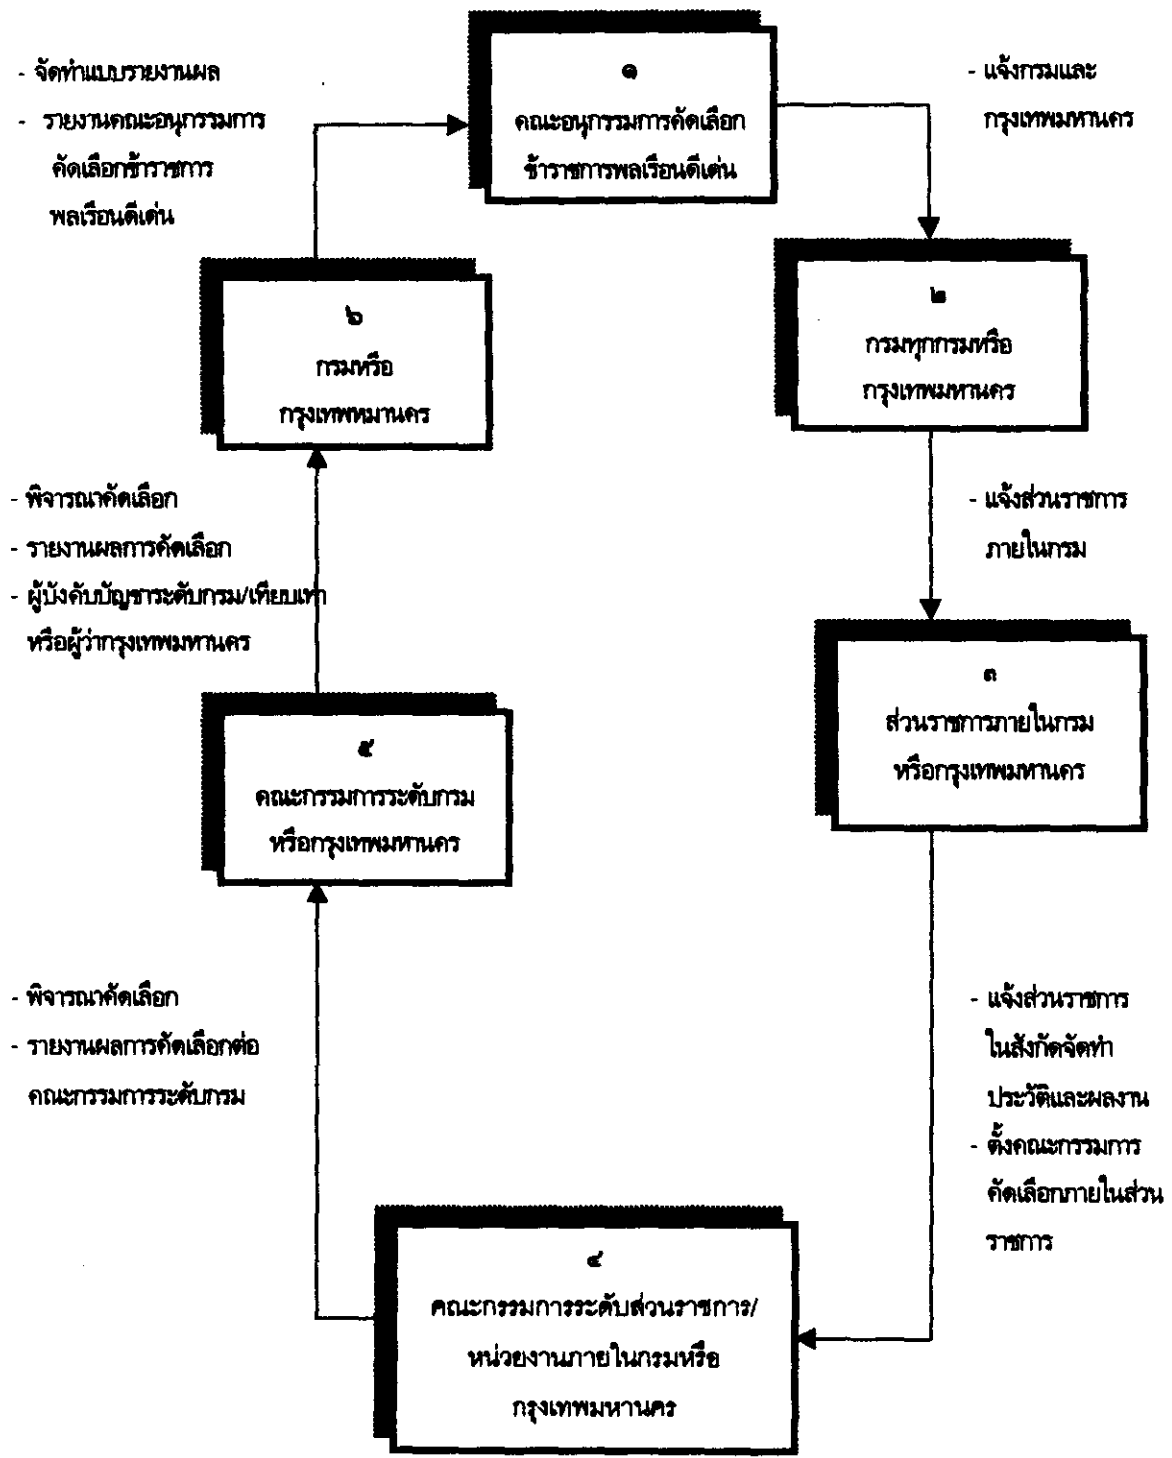 ๑
คณะอนุกรรมการคัดเลือก
ข้าราชการพลเรือนดีเด่น
- แจ้งกรมและ
กรุงเทพมหานคร
๒
กรมทุกกรมหรือ
กรุงเทพมหานคร
- แจ้งส่วนราชการ
ภายในกรม
๓
ส่วนราชการภายในกรม
หรือกรุงเทพมหานคร
- แจ้งส่วนราชการ
ในสังกัดจัดทำ
ประวัติและผลงาน
- ตั้งคณะกรรมการ
คัดเลือกภายในส่วน
ราชการ
๔
คณะกรรมการระดับส่วนราชการ/
หน่วยงานภายในกรมหรือ
กรุงเทพมหานคร
- พิจารณาคัดเลือก
- รายงานผลการคัดเลือกต่อ
คณะกรรมการระดับกรม
๕
คณะกรรมการระดับกรม
หรือกรุงเทพมหานคร
- พิจารณาคัดเลือก
- รายงานผลการคัดเลือก
- ผู้บังคับบัญชาระดับกรม/เทียบเท่า
หรือผู้ว่ากรุงเทพมหานคร
๖
กรมหรือ
กรุงเทพหมานคร
- จัดทำแบบรายงานผล
- รายงานคณะอนุกรรมการ
คัดเลือกข้าราชการ
พลเรือนดีเด่น